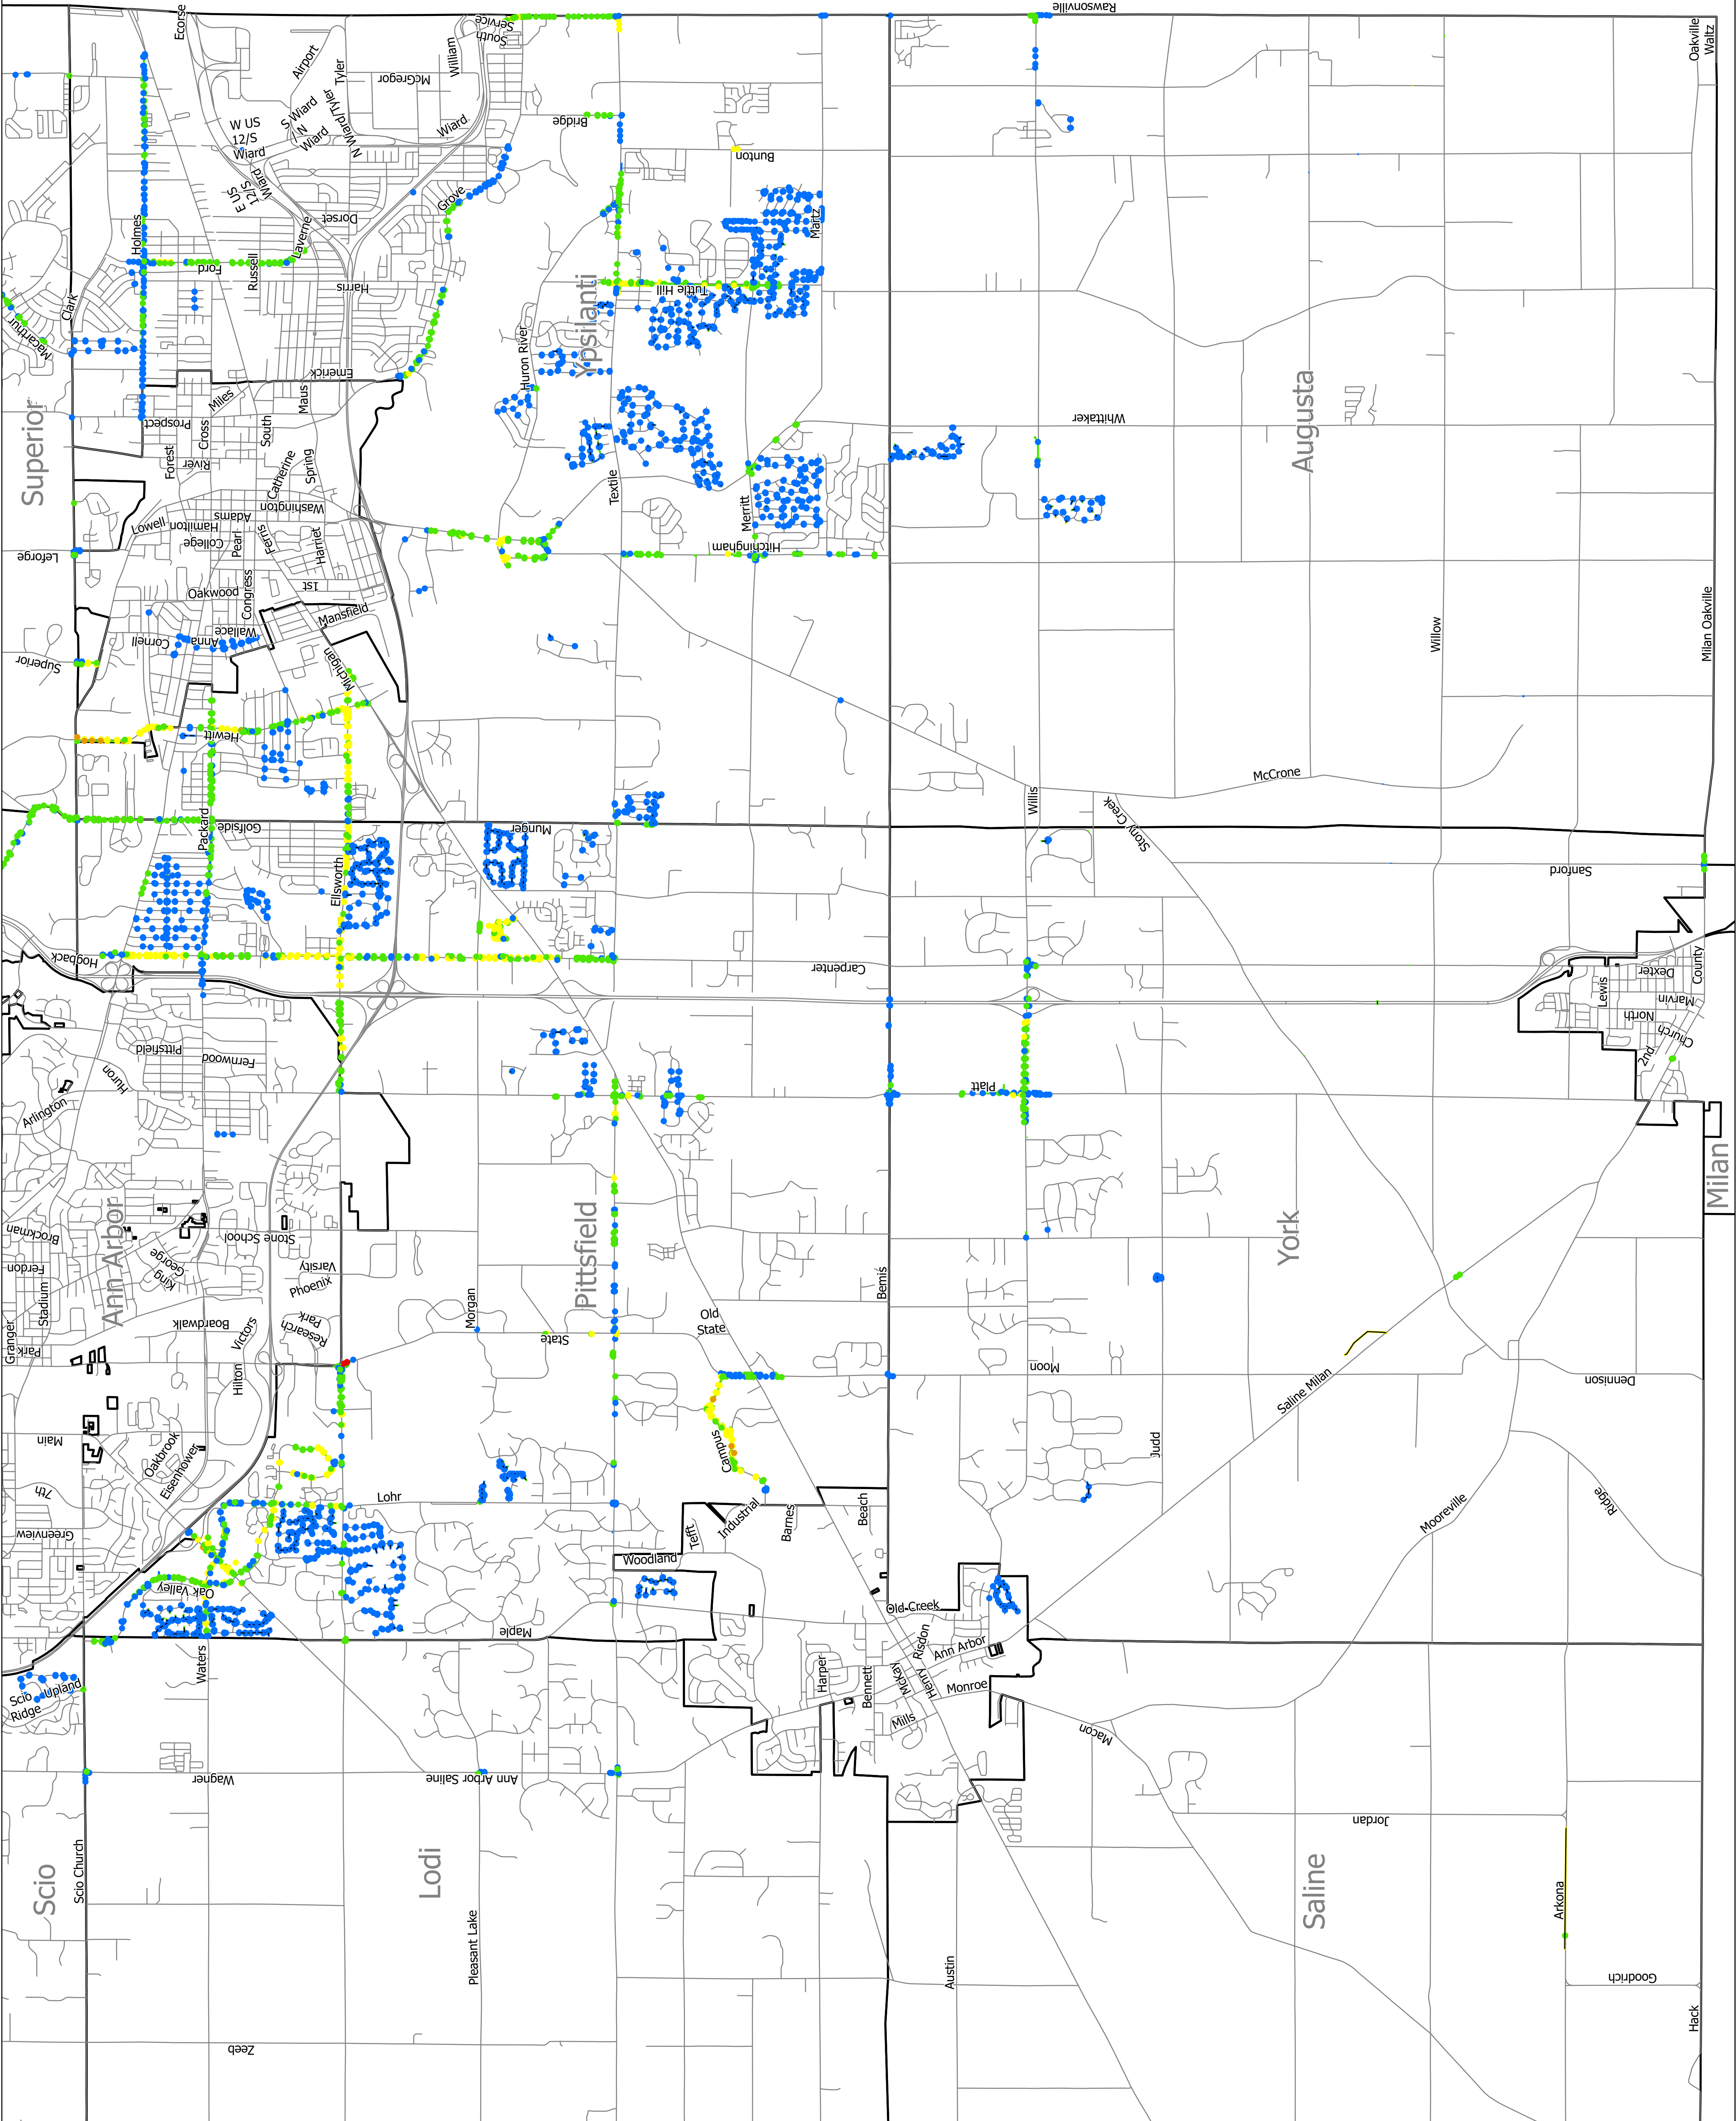 Rawsonville
Ecorse
Service
South
William
Oakville
Waltz
Airport
Tyler
McGregor
W US
12/S
Wiard
S Wiard
/N
Wiard
Wiard/Tyler
N Ward
Wiard
Bridge
Bunton
E US
12/S
Wiard
Grove
Dorset
Holmes
Laverne
Martz
Ford
Russell
Harris
Tuttle Hill
Clark
Macarthur
Ypsilanti
Huron River
Emerick
Superior
Miles
Maus
Prospect
Cross
South
Whittaker
Augusta
Forest
River
Catherine
Spring
Textile
Merritt
Washington
Adams
Lowell
Hamilton
College
Pearl
Ferris
Harriet
Hitchingham
Leforge
1st
Oakwood
Congress
Mansfield
Wallace
Anna
Cornell
Willow
Milan Oakville
Superior
Michigan
Hewitt
McCrone
Willis
Stony Creek
Packard
Golfside
Munger
Ellsworth
Sanford
Hogback
Carpenter
Dexter
County
Lewis
Marvin
North
Church
2nd
Pittsfield
Fernwood
Huron
Arlington
Platt
Milan
Ann Arbor
Brockman
Stone School
Pittsfield
York
Ferdon
George
King
Varsity
Phoenix
Stadium
Morgan
Bemis
Granger
Boardwalk
Victors
Research
Park
Old
State
State
Park
Hilton
Moon
Dennison
Saline Milan
Main
Oakbrook
Eisenhower
Campus
Judd
7th
Lohr
Greenview
Industrial
Tefft
Barnes
Beach
Mooreville
Ridge
Woodland
Oak Valley
Old Creek
Maple
Waters
Risdon
Ann Arbor
Harper
Bennett
McKay
Henry
Monroe
Mills
Scio
Ridge
Upland
Macon
Wagner
Ann Arbor Saline
Jordan
Scio Church
Scio
Lodi
Saline
Arkona
Pleasant Lake
Austin
Goodrich
Hack
Zeeb